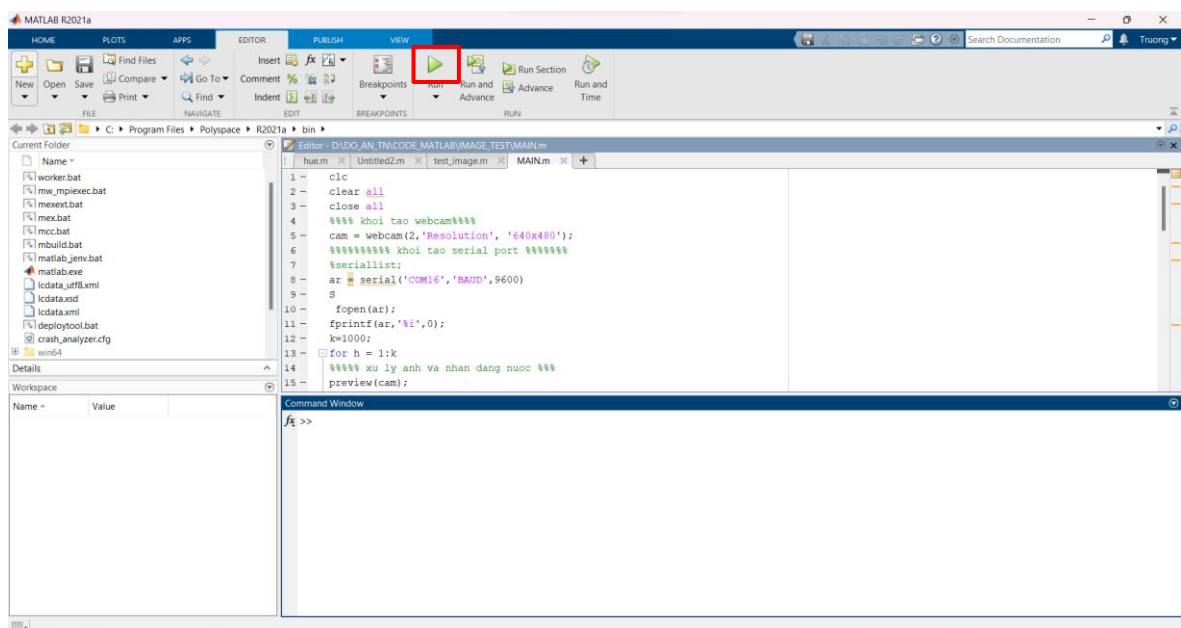 MATLAB R2021a
HOME PLOTS APPS EDITOR PUBLISH VIEW Search Documentation Truong
New Open Save Find Files Compare Print
FILE
Go To Find
NAVIGATE
Insert fx
Comment
Indent
EDIT
Breakpoints
BREAKPOINTS
Run Run and Advance Run Section Advance Run and Time
RUN
C: Program Files Polyspace R2021a bin
Current Folder
Name
worker.bat
mw_mpiexec.bat
mexext.bat
mex.bat
mcc.bat
mbuild.bat
matlab_jenv.bat
matlab.exe
lcdata_utf8.xml
lcdata.xsd
lcdata.xml
deploytool.bat
crash_analyzer.cfg
win64
Details
Workspace
Name Value
Editor - D:\DO_AN_TN\CODE_MATLAB\IMAGE_TEST\MAIN.m
hue.m Untitled2.m test_image.m MAIN.m +
1 - clc
2 - clear all
3 - close all
4 %%%% khoi tao webcam%%%%
5 - cam = webcam(2,'Resolution', '640x480');
6 %%%%%%%%%% khoi tao serial port %%%%%%%
7 %seriallist;
8 - ar = serial('COM16','BAUD',9600)
9 - S
10 - fopen(ar);
11 - fprintf(ar,'%i',0);
12 - k=1000;
13 - for h = 1:k
14 %%%%% xu ly anh va nhan dang nuoc %%%
15 - preview(cam);
Command Window
fx >>